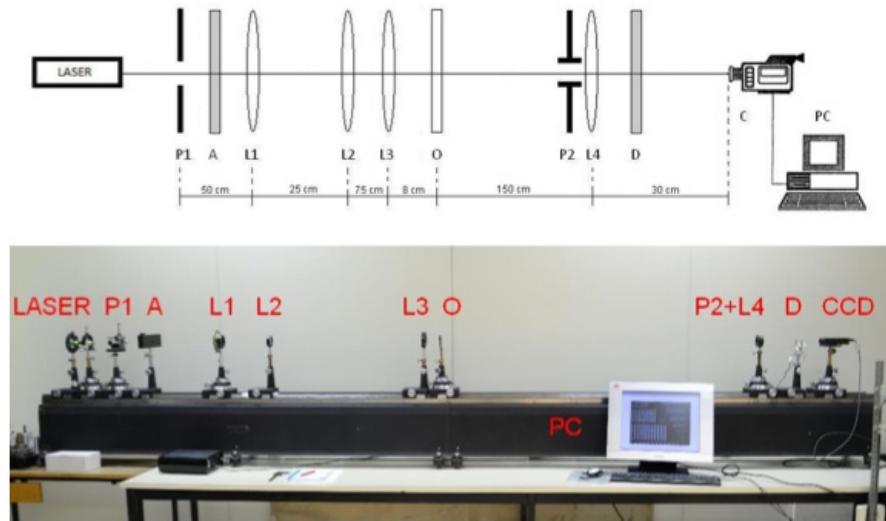 LASER
P1 A L1 L2 L3 O P2 L4 D C PC
50 cm 25 cm 75 cm 8 cm 150 cm 30 cm
LASER P1 A L1 L2 L3 O P2+L4 D CCD
PC